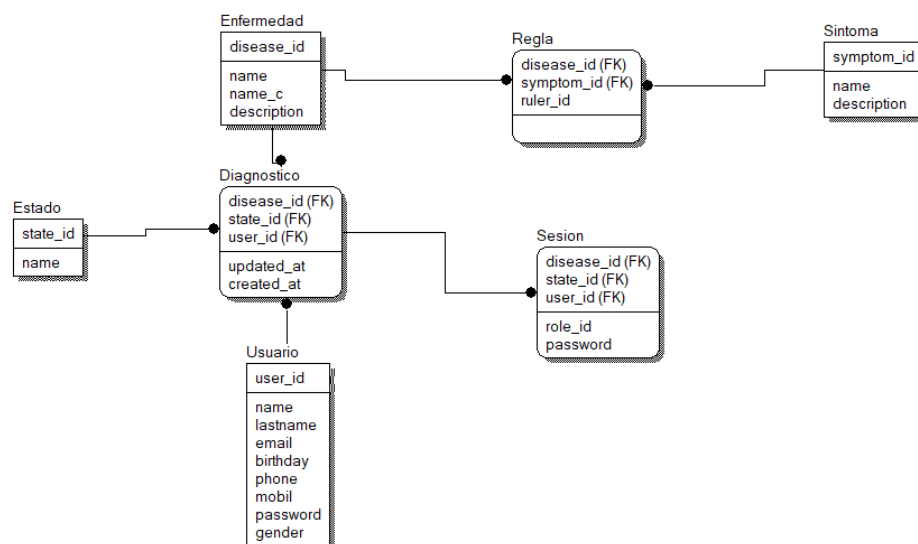 Enfermedad
disease_id
name
name_c
description
Regla
disease_id (FK)
symptom_id (FK)
ruler_id
Sintoma
symptom_id
name
description
Diagnostico
disease_id (FK)
state_id (FK)
user_id (FK)
updated_at
created_at
Estado
state_id
name
Sesion
disease_id (FK)
state_id (FK)
user_id (FK)
role_id
password
Usuario
user_id
name
lastname
email
birthday
phone
mobil
password
gender